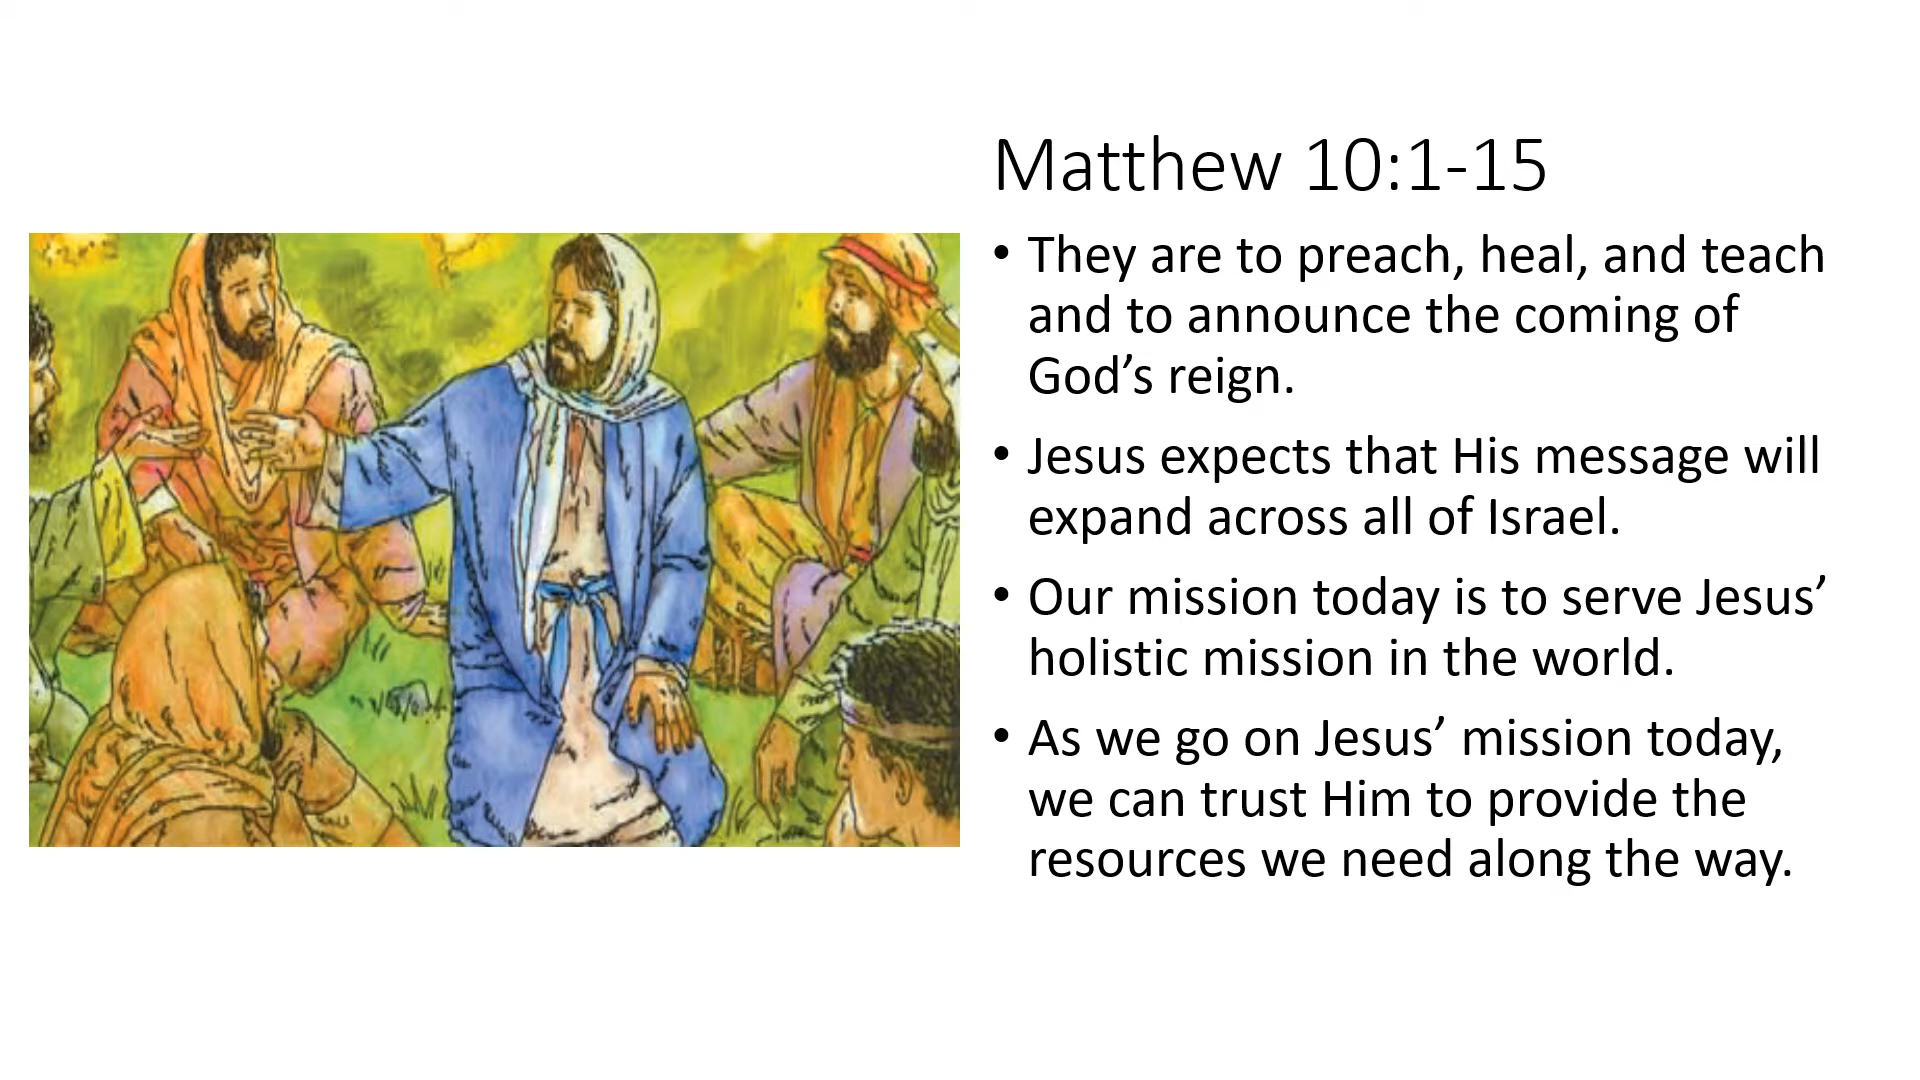 Matthew 10:1-15
• They are to preach, heal, and teach
and to announce the coming of
God’s reign.
• Jesus expects that His message will
expand across all of Israel.
• Our mission today is to serve Jesus’
holistic mission in the world.
• As we go on Jesus’ mission today,
we can trust Him to provide the
resources we need along the way.